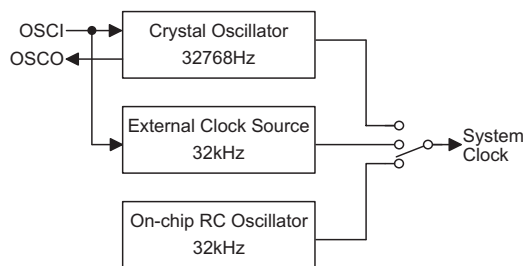 OSCI
OSCO
Crystal Oscillator
32768Hz
External Clock Source
32kHz
On-chip RC Oscillator
32kHz
System
Clock